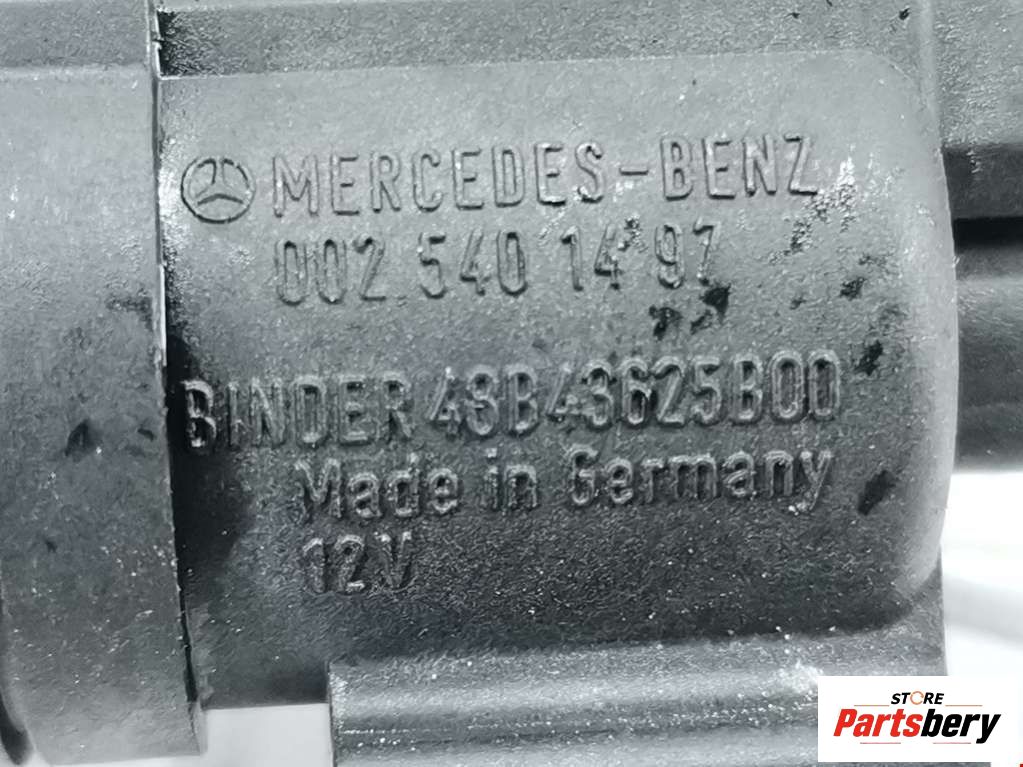 MERCEDES-BENZ
002 540 14 97
BINDER 48B43625B00
Made in Germany
12V
STORE
Partsbery